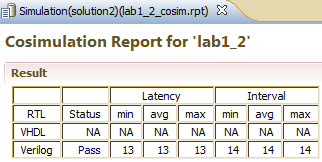 Simulation(solution2)(lab1_2_cosim.rpt)
Cosimulation Report for 'lab1_2'
Result
Latency Interval
RTL Status min avg max min avg max
VHDL NA NA NA NA NA NA NA
Verilog Pass 13 13 13 14 14 14